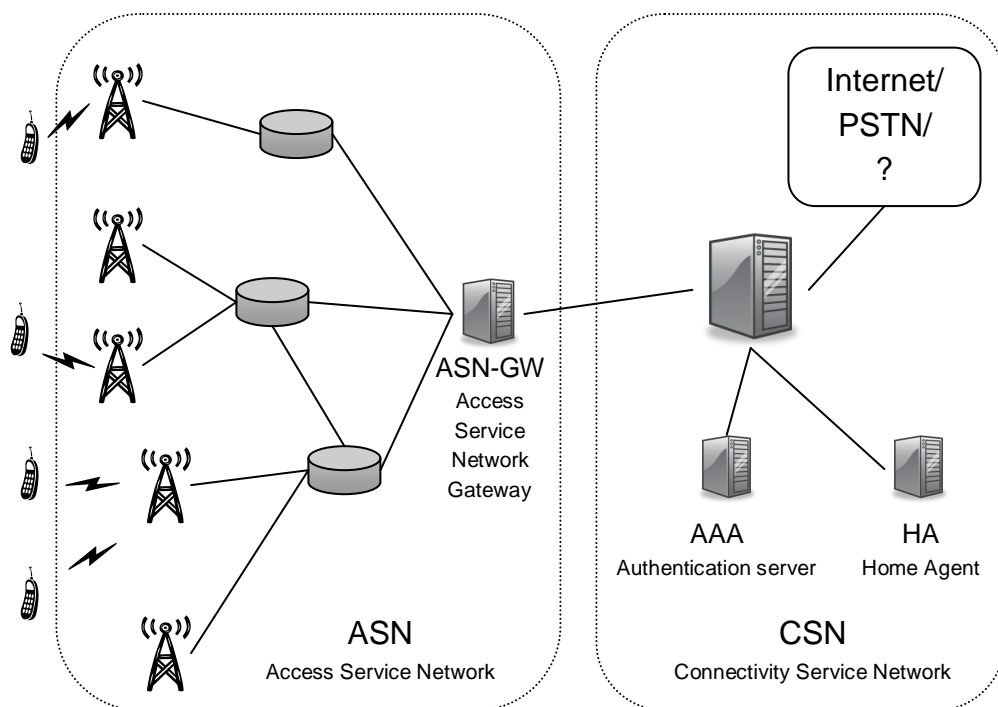 Internet/
PSTN/
?
ASN-GW
Access
Service
Network
Gateway
AAA
Authentication server
HA
Home Agent
ASN
Access Service Network
CSN
Connectivity Service Network